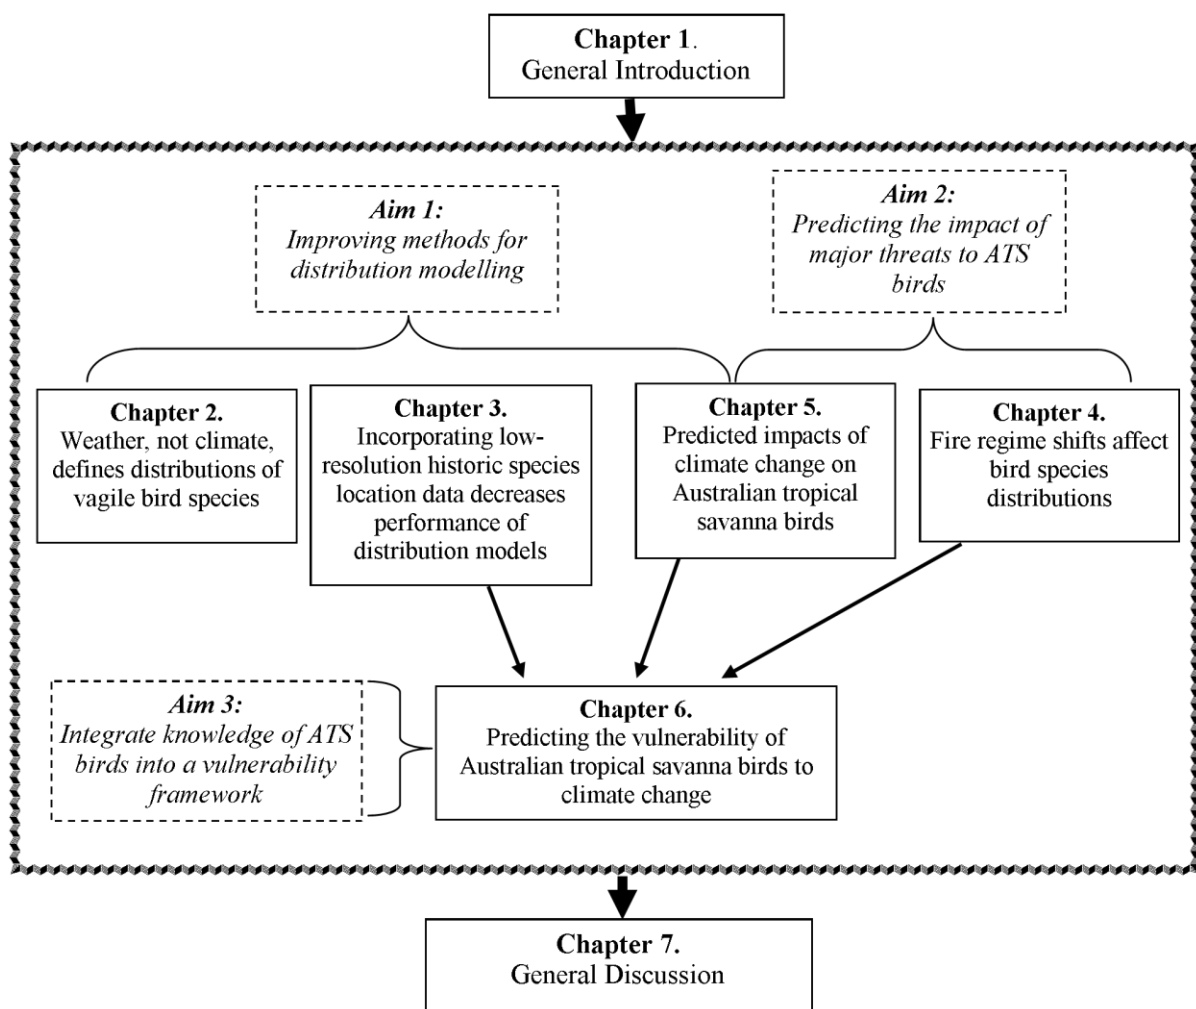 Chapter 1.
General Introduction
Aim 1:
Improving methods for
distribution modelling
Aim 2:
Predicting the impact of
major threats to ATS
birds
Chapter 2.
Weather, not climate,
defines distributions of
vagile bird species
Chapter 3.
Incorporating low-
resolution historic species
location data decreases
performance of
distribution models
Chapter 5.
Predicted impacts of
climate change on
Australian tropical
savanna birds
Chapter 4.
Fire regime shifts affect
bird species
distributions
Aim 3:
Integrate knowledge of ATS
birds into a vulnerability
framework
Chapter 6.
Predicting the vulnerability of
Australian tropical savanna birds to
climate change
Chapter 7.
General Discussion